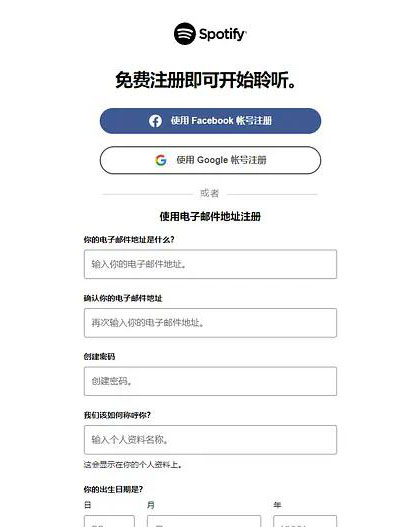 Spotify
免费注册即可开始聆听。
使用 Facebook 帐号注册
使用 Google 帐号注册
或者
使用电子邮件地址注册
你的电子邮件地址是什么?
输入你的电子邮件地址。
确认你的电子邮件地址
再次输入你的电子邮件地址。
创建密码
创建密码。
我们该如何称呼你?
输入个人资料名称。
这会显示在你的个人资料上。
你的出生日期是?
日 月 年